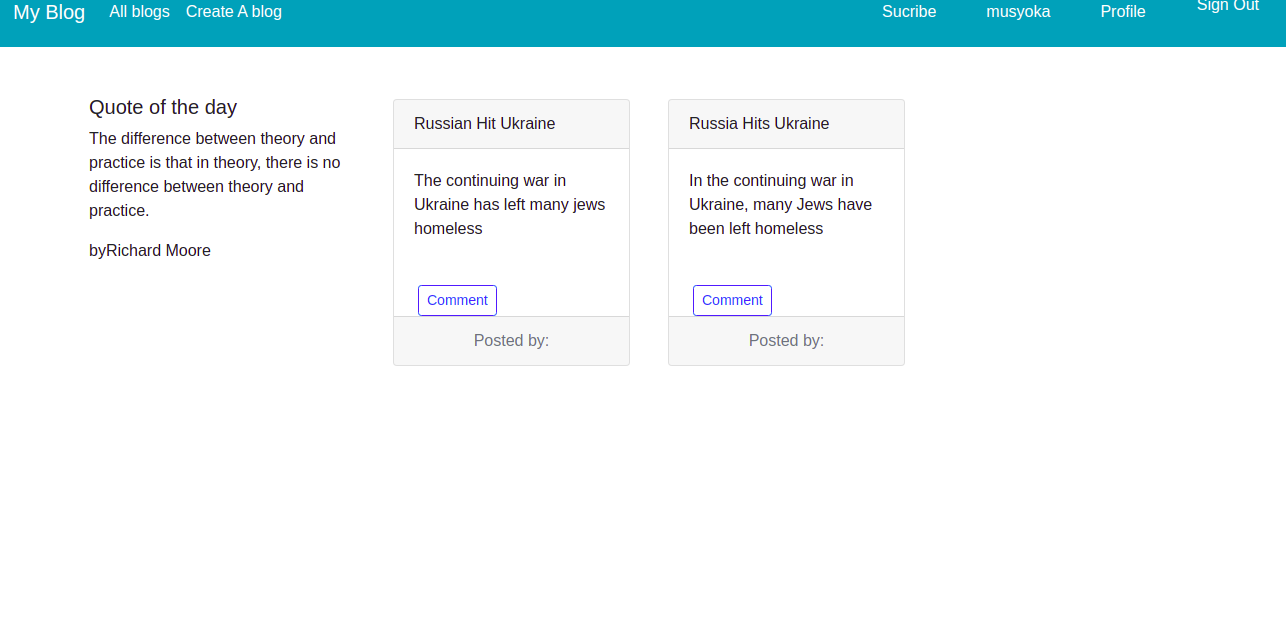 My Blog All blogs Create A blog Sucribe musyoka Profile Sign Out
Quote of the day
The difference between theory and
practice is that in theory, there is no
difference between theory and
practice.
byRichard Moore
Russian Hit Ukraine
The continuing war in
Ukraine has left many jews
homeless
Comment
Posted by:
Russia Hits Ukraine
In the continuing war in
Ukraine, many Jews have
been left homeless
Comment
Posted by: